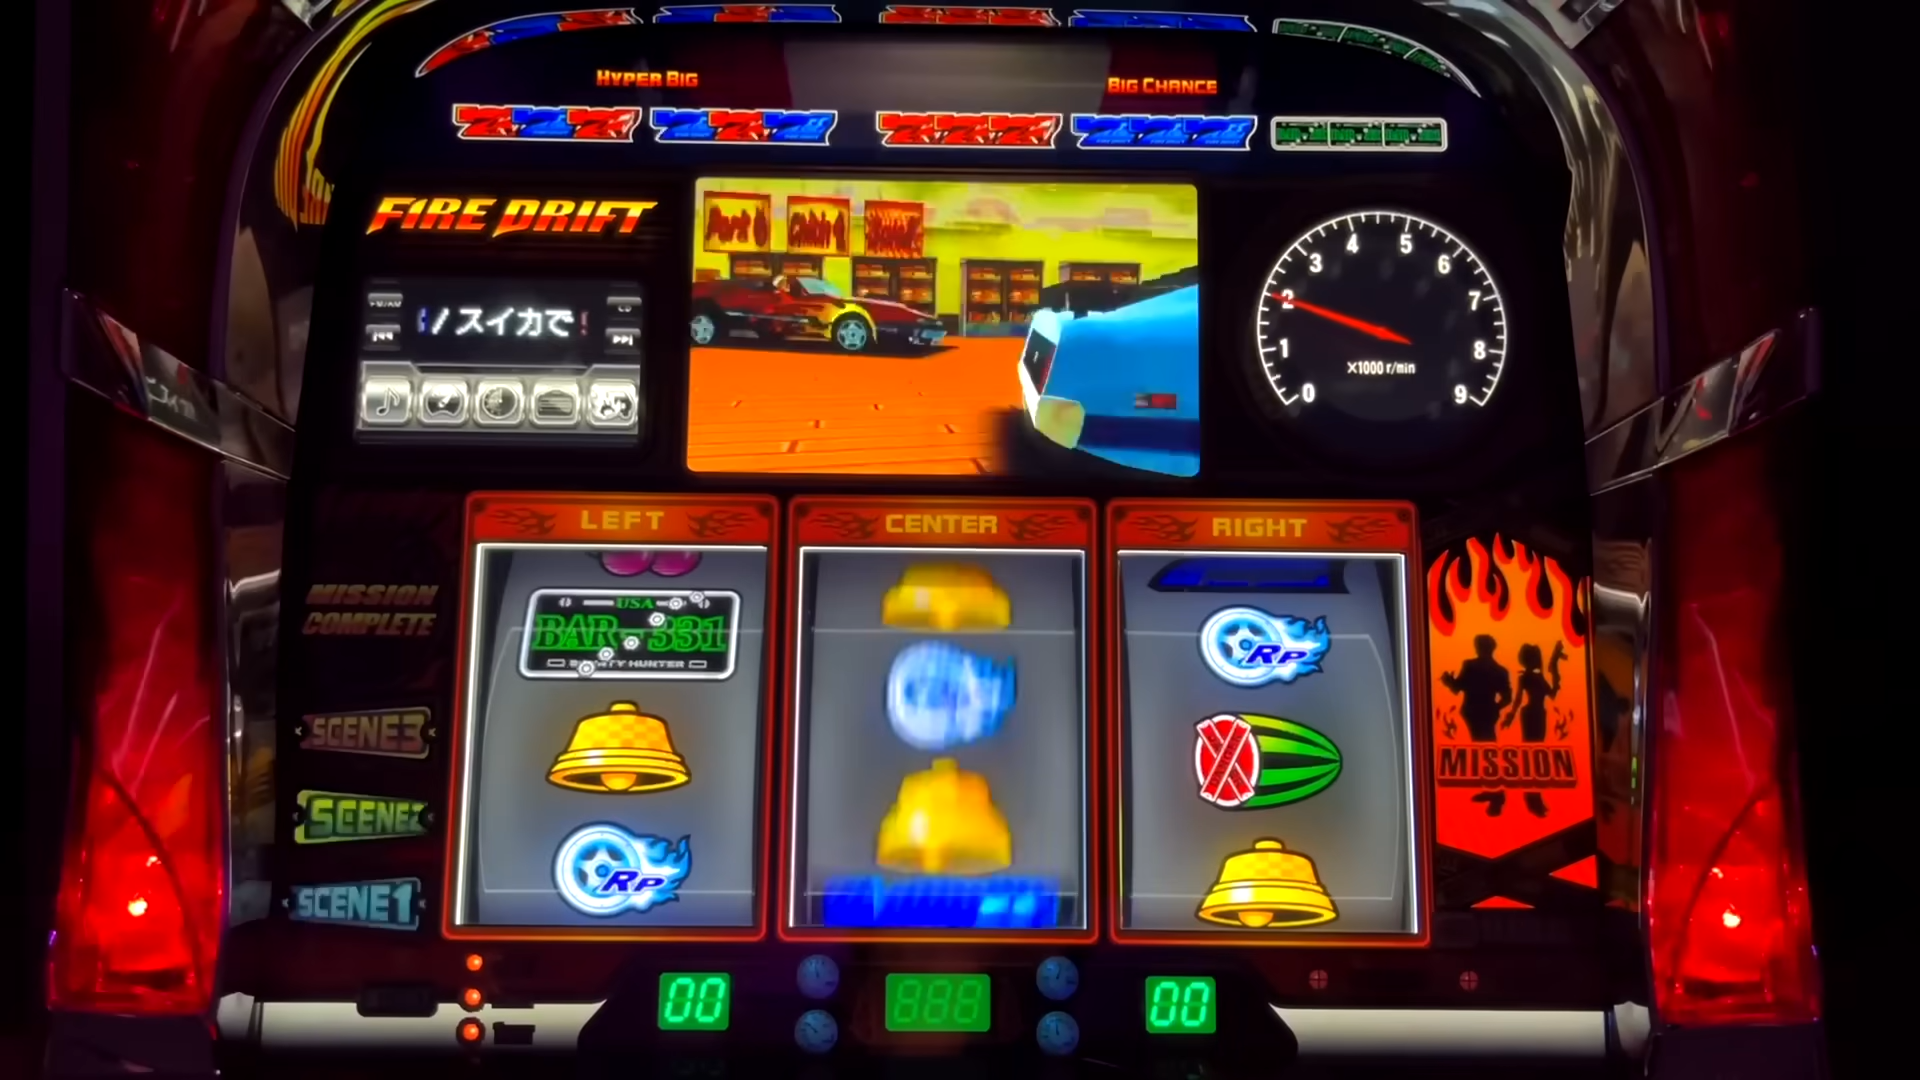 HYPER BIG
BIG CHANCE
FIRE DRIFT
スイカで
0 1 2 3 4 5 6 7 8 9
×1000 r/min
LEFT
CENTER
RIGHT
USA
BAR-331
RP
RP
MISSION
COMPLETE
SCENE3
SCENE2
SCENE1
MISSION
00
888
00